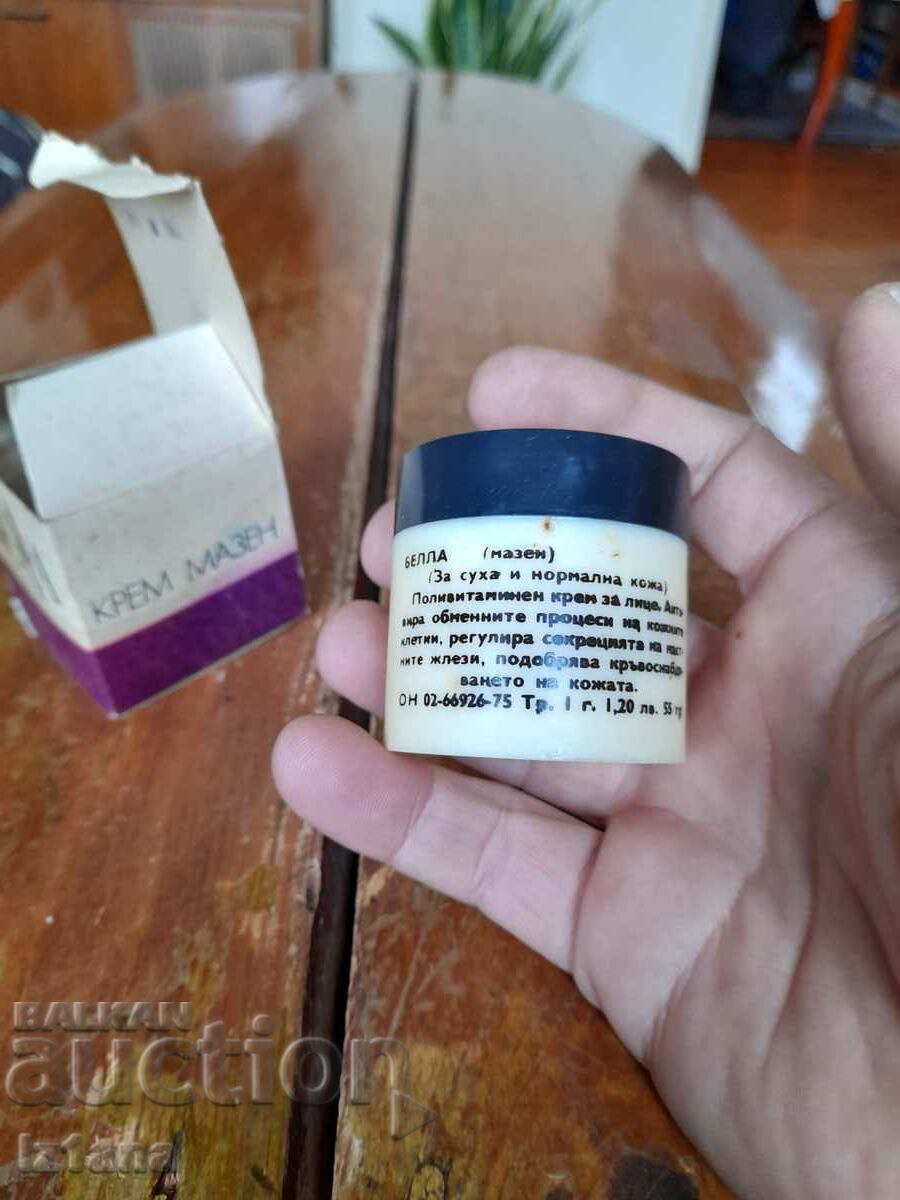 КРЕМ МАЗЕН
БЕЛЛА (мазен)
(За суха и нормална кожа)
Поливитаминен крем за лице. Акти
вира обменните процеси на кожните
клетки, регулира секрецията на маст
ните жлези, подобрява кръвоснабдя
ването на кожата.
ОН 02-66926-75 Тр. 1 г. 1,20 лв. 55 гр
BALKAN
auction
iz1ana